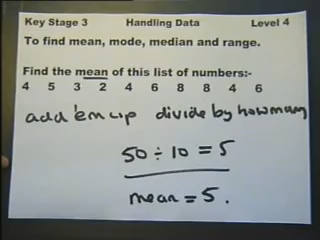 Key Stage 3 Handling Data Level 4
To find mean, mode, median and range.
Find the mean of this list of numbers:-
4 5 3 2 4 6 8 8 4 6
add 'em up divide by how many
50 ÷ 10 = 5
mean = 5.